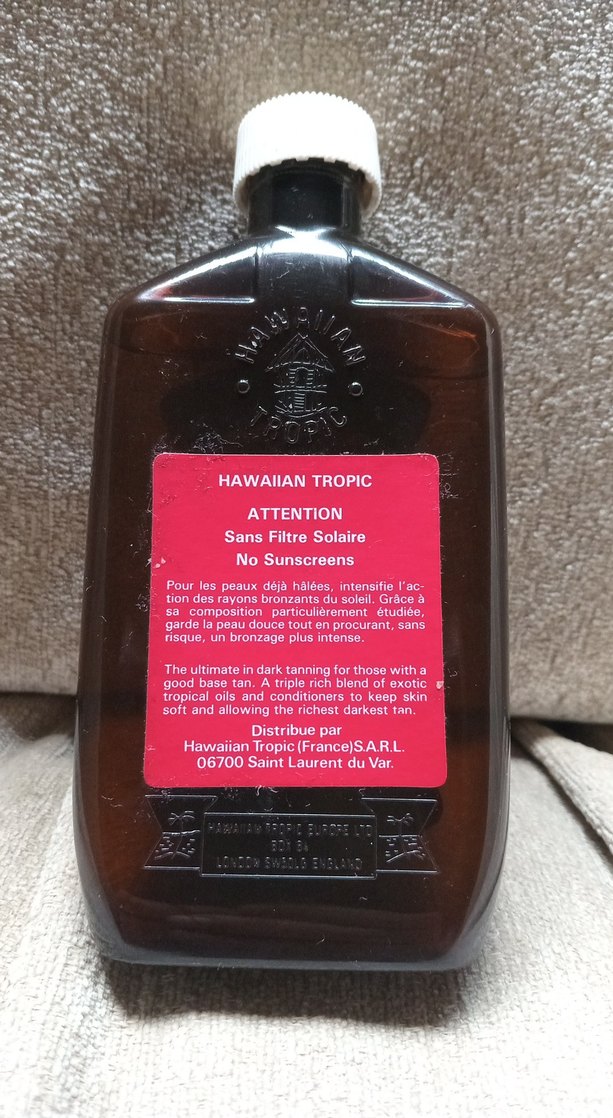 HAWAIIAN
TROPIC
HAWAIIAN TROPIC
ATTENTION
Sans Filtre Solaire
No Sunscreens
Pour les peaux déjà hâlées, intensifie l'ac-
tion des rayons bronzants du soleil. Grâce à
sa composition particulièrement étudiée,
garde la peau douce tout en procurant, sans
risque, un bronzage plus intense.
The ultimate in dark tanning for those with a
good base tan. A triple rich blend of exotic
tropical oils and conditioners to keep skin
soft and allowing the richest darkest tan.
Distribue par
Hawaiian Tropic (France) S.A.R.L.
06700 Saint Laurent du Var.
HAWAIIAN TROPIC EUROPE LTD
LONDON ENGLAND